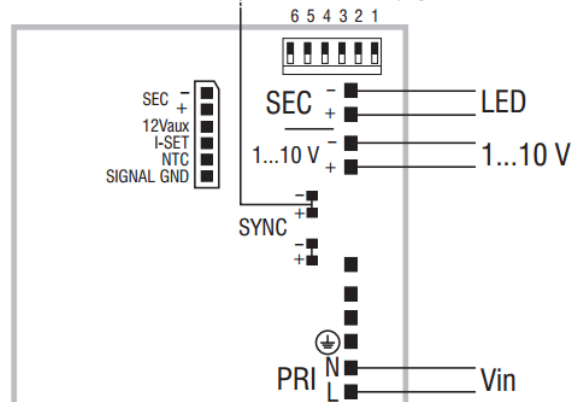 6 5 4 3 2 1
SEC -
+
12Vaux
I-SET
NTC
SIGNAL GND
SEC -
+
LED
1...10 V -
+
1...10 V
-
+
SYNC
-
+
PRI N
L
Vin